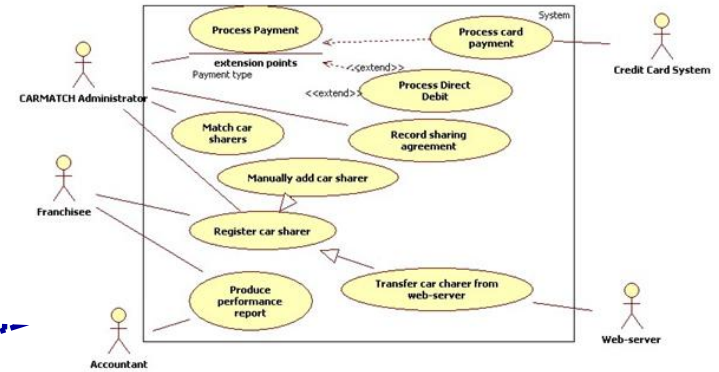 System
Process Payment
extension points
Payment type
Process card
payment
Credit Card System
<<extend>>
<<extend>>
Process Direct
Debit
CARMATCH Administrator
Match car
sharers
Record sharing
agreement
Manually add car sharer
Franchisee
Register car sharer
Produce
performance
report
Transfer car charer from
web-server
Web-server
Accountant